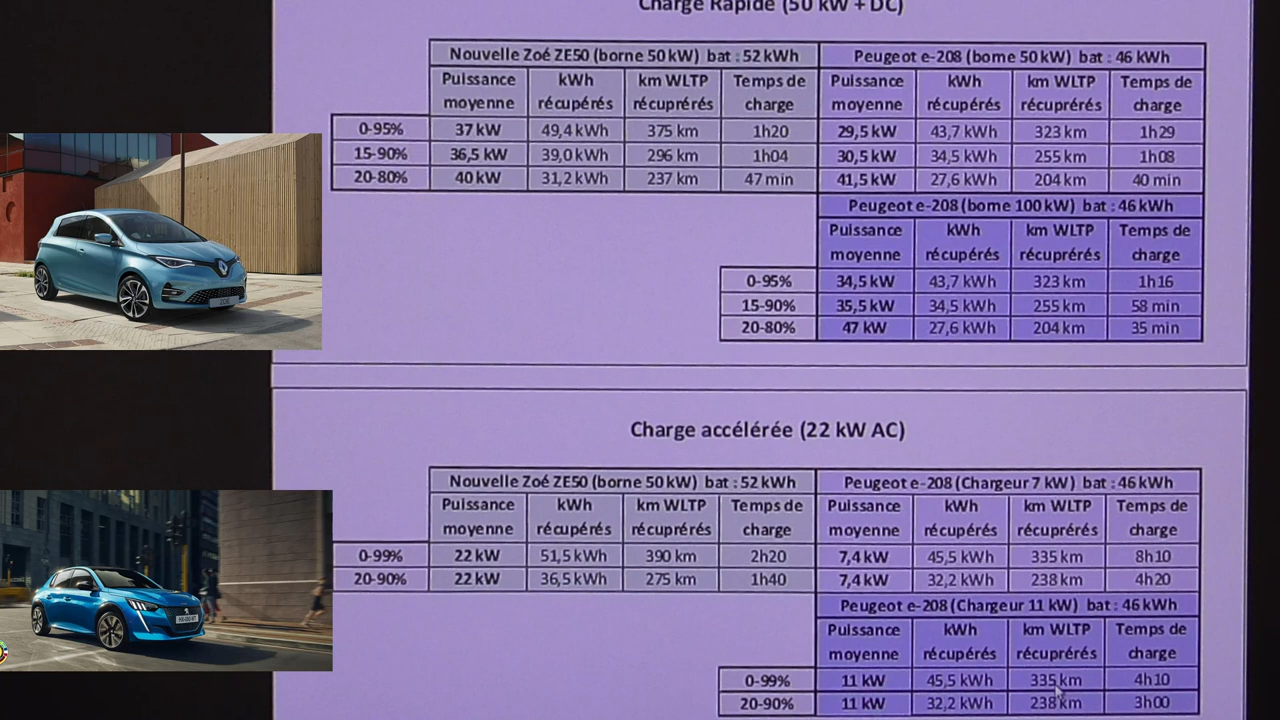 Charge Rapide (50 kW + DC)
Nouvelle Zoé ZE50 (borne 50 kW) bat : 52 kWh Peugeot e-208 (borne 50 kW) bat : 46 kWh
Puissance moyenne kWh récupérés km WLTP récuprérés Temps de charge Puissance moyenne kWh récupérés km WLTP récuprérés Temps de charge
0-95% 37 kW 49,4 kWh 375 km 1h20 29,5 kW 43,7 kWh 323 km 1h29
15-90% 36,5 kW 39,0 kWh 296 km 1h04 30,5 kW 34,5 kWh 255 km 1h08
20-80% 40 kW 31,2 kWh 237 km 47 min 41,5 kW 27,6 kWh 204 km 40 min
Peugeot e-208 (borne 100 kW) bat : 46 kWh
Puissance moyenne kWh récupérés km WLTP récuprérés Temps de charge
0-95% 34,5 kW 43,7 kWh 323 km 1h16
15-90% 35,5 kW 34,5 kWh 255 km 58 min
20-80% 47 kW 27,6 kWh 204 km 35 min
Charge accélérée (22 kW AC)
Nouvelle Zoé ZE50 (borne 50 kW) bat : 52 kWh Peugeot e-208 (Chargeur 7 kW) bat : 46 kWh
Puissance moyenne kWh récupérés km WLTP récuprérés Temps de charge Puissance moyenne kWh récupérés km WLTP récuprérés Temps de charge
0-99% 22 kW 51,5 kWh 390 km 2h20 7,4 kW 45,5 kWh 335 km 8h10
20-90% 22 kW 36,5 kWh 275 km 1h40 7,4 kW 32,2 kWh 238 km 4h20
Peugeot e-208 (Chargeur 11 kW) bat : 46 kWh
Puissance moyenne kWh récupérés km WLTP récuprérés Temps de charge
0-99% 11 kW 45,5 kWh 335 km 4h10
20-90% 11 kW 32,2 kWh 238 km 3h00
ZOE